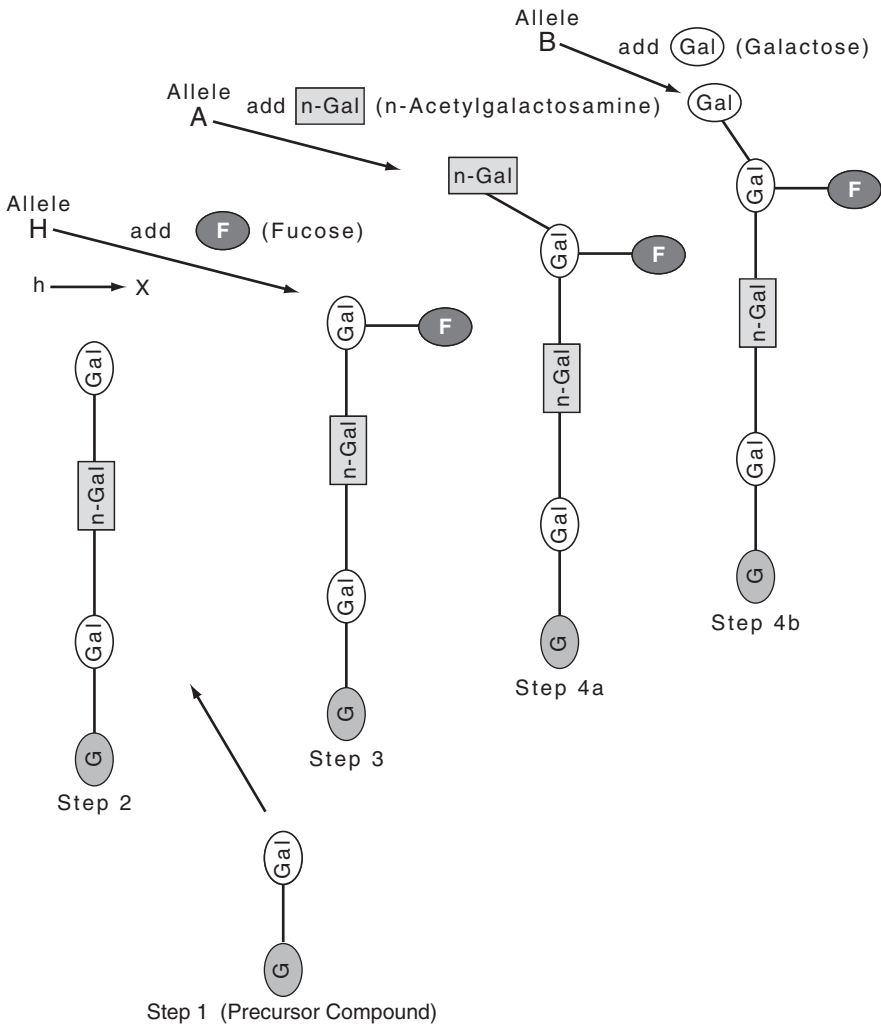 Allele
B
add Gal (Galactose)
Gal
Allele
A
add n-Gal (n-Acetylgalactosamine)
n-Gal
Gal
F
Allele
H
add F (Fucose)
Gal
F
n-Gal
h
X
Gal
F
Gal
n-Gal
n-Gal
n-Gal
Gal
n-Gal
Gal
Gal
G
Gal
Step 4b
G
Step 4a
G
Step 3
G
Step 2
Gal
G
Step 1 (Precursor Compound)